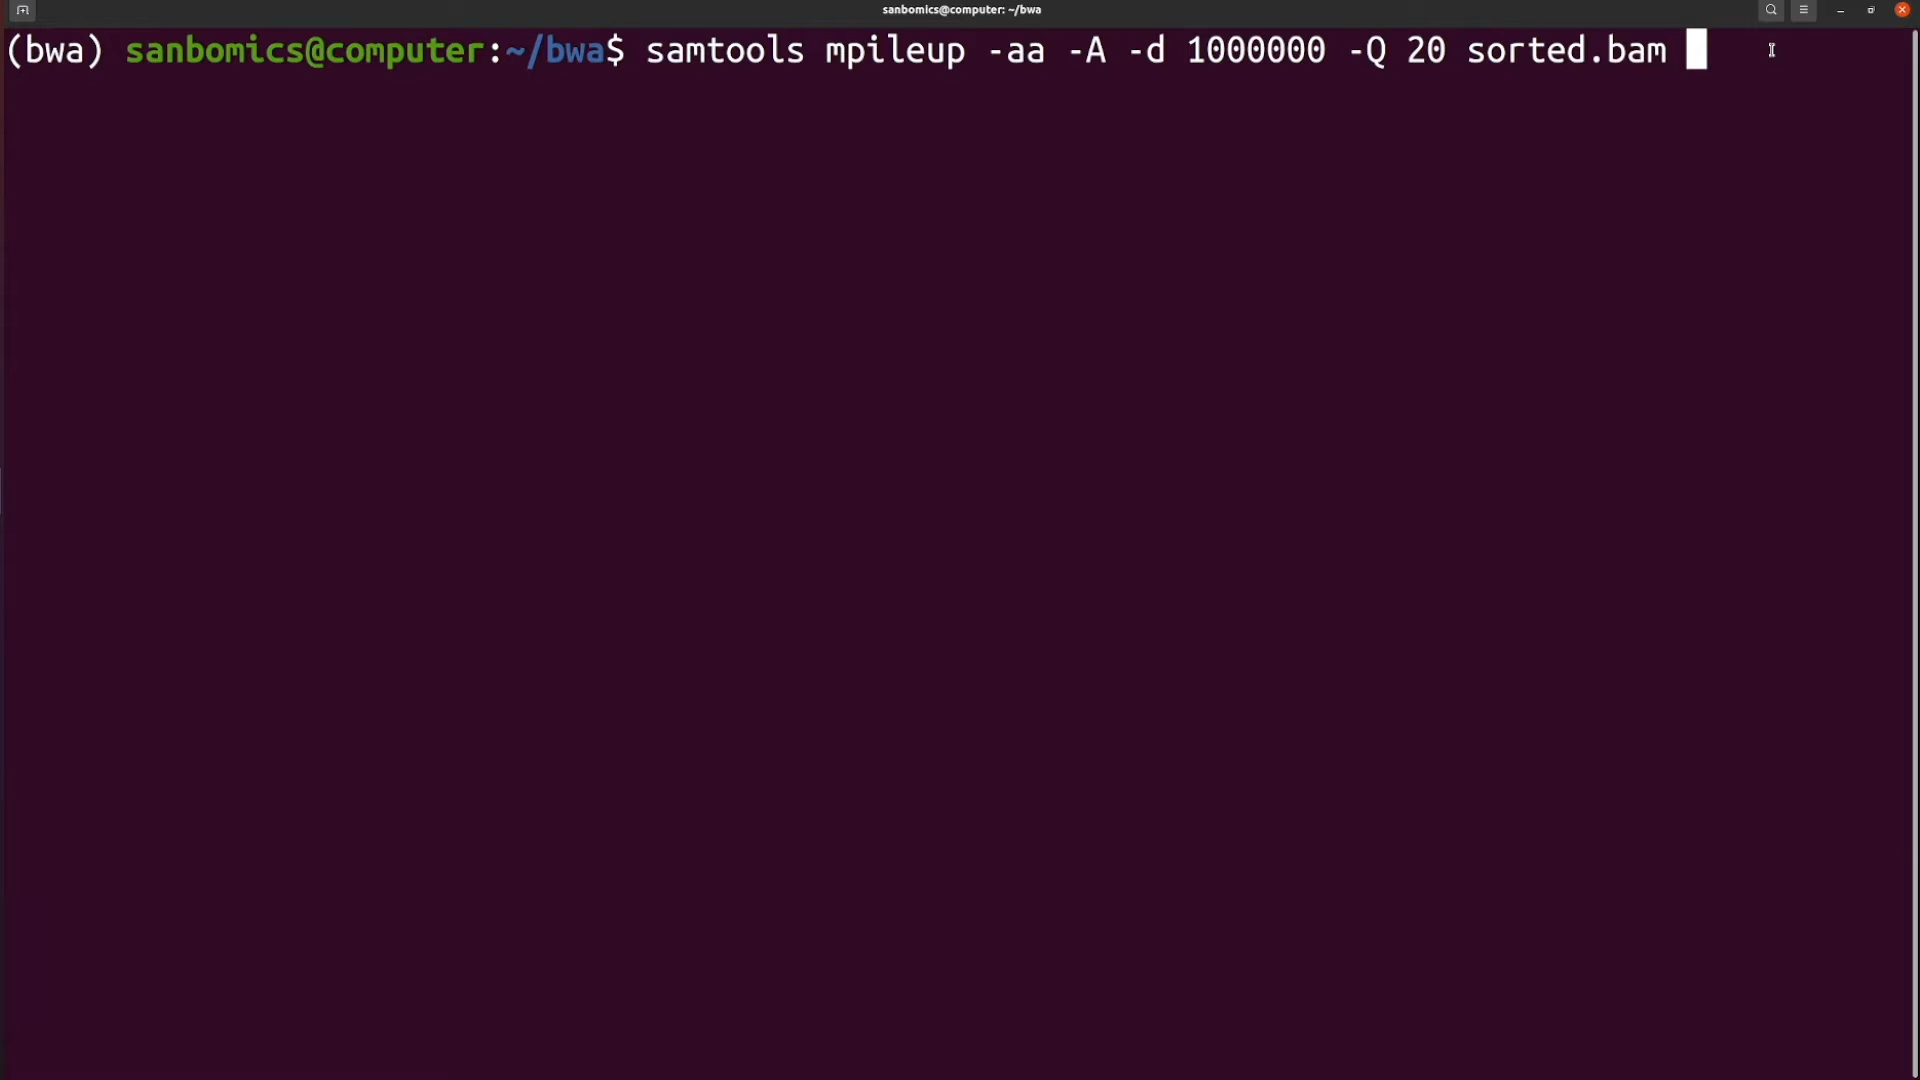 sanbomics@computer: ~/bwa
(bwa) sanbomics@computer:~/bwa$ samtools mpileup -aa -A -d 1000000 -Q 20 sorted.bam